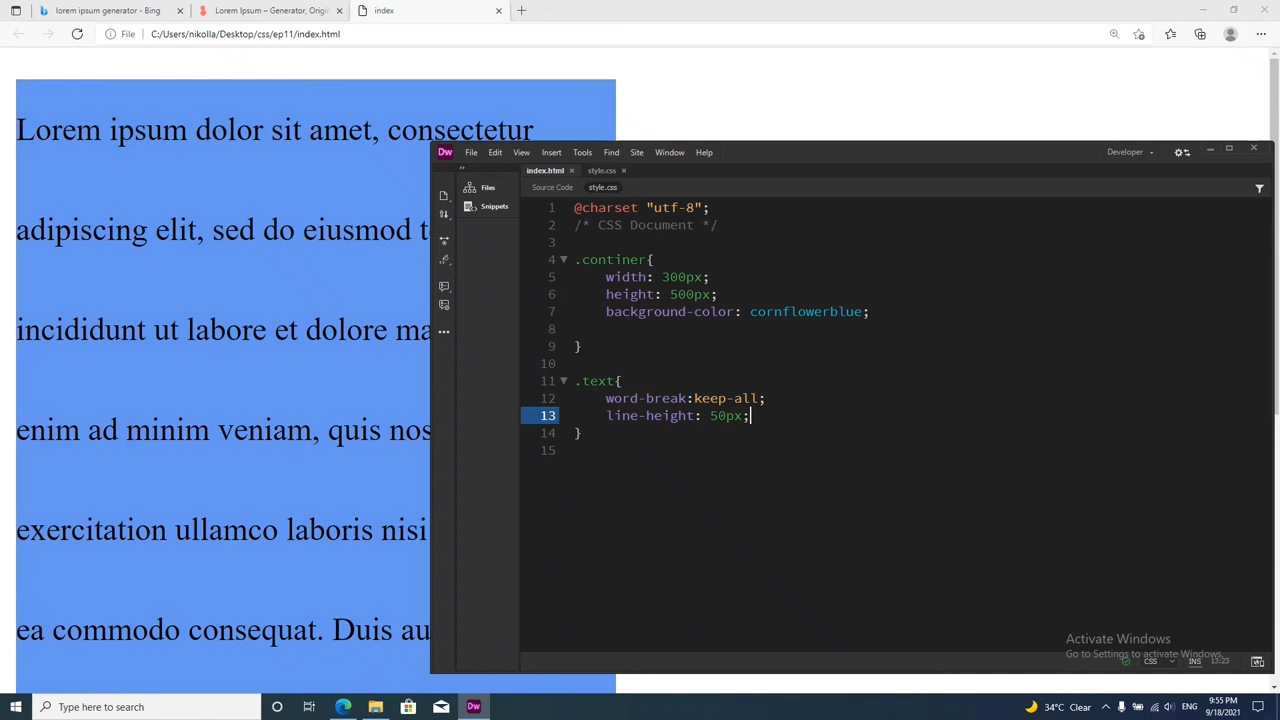 lorem ipsum generator - Bing
Lorem Ipsum – Generator, Origin
index
File
C:/Users/nikolla/Desktop/css/ep11/index.html
Lorem ipsum dolor sit amet, consectetur
adipiscing elit, sed do eiusmod
incididunt ut labore et dolore
enim ad minim veniam, quis
exercitation ullamco laboris nisi
ea commodo consequat. Duis
Dw File Edit View Insert Tools Find Site Window Help Developer
Files
Snippets
index.html
style.css
Source Code
style.css
1 @charset "utf-8";
2 /* CSS Document */
3
4 .continer{
5 width: 300px;
6 height: 500px;
7 background-color: cornflowerblue;
8
9 }
10
11 .text{
12 word-break:keep-all;
13 line-height: 50px;
14 }
15
Activate Windows
Go to Settings to activate Windows.
CSS INS 13:23
Type here to search
Dw
34°C Clear
ENG
9:55 PM
9/18/2021